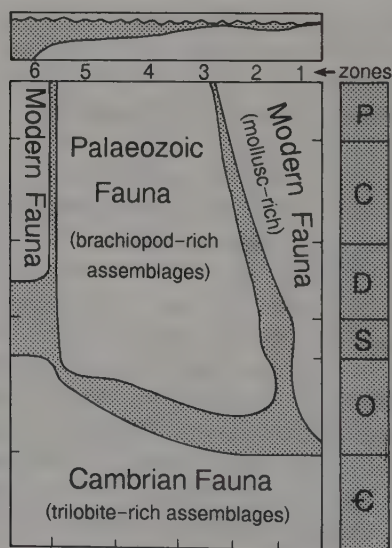 6 5 4 3 2 1 ← zones
Modern Fauna
Palaeozoic
Fauna
(brachiopod-rich
assemblages)
Modern Fauna
(mollusc-rich)
Cambrian Fauna
(trilobite-rich assemblages)
P
C
D
S
O
Ꞓ